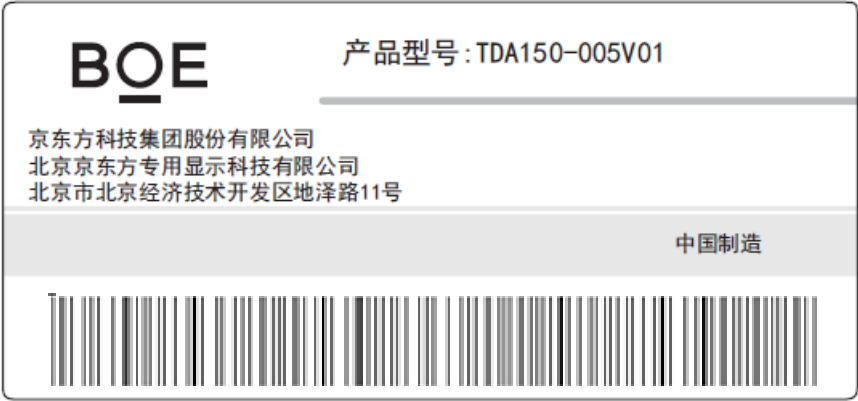 BOE
产品型号:TDA150-005V01
京东方科技集团股份有限公司
北京京东方专用显示科技有限公司
北京市北京经济技术开发区地泽路11号
中国制造